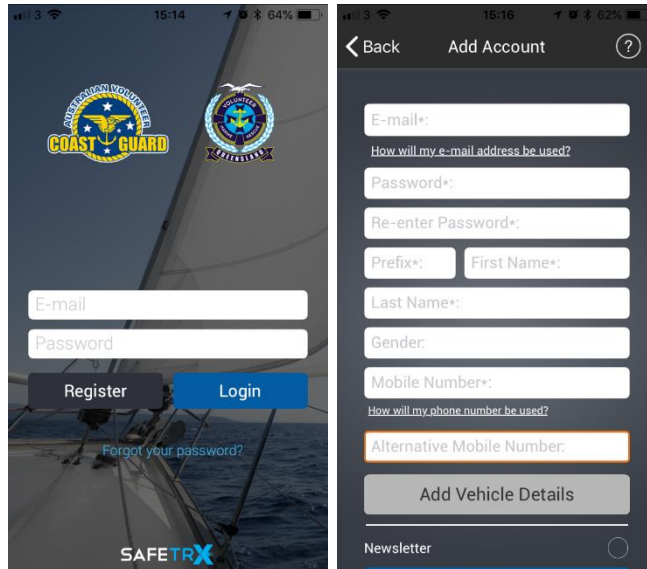 3 15:14 64%
AUSTRALIAN VOLUNTEER
COAST GUARD
VOLUNTEER
MARINE RESCUE
QUEENSLAND
E-mail
Password
Register Login
Forgot your password?
SAFETRX
3 15:16 62%
Back Add Account ?
E-mail*:
How will my e-mail address be used?
Password*:
Re-enter Password*:
Prefix*: First Name*:
Last Name*:
Gender:
Mobile Number*:
How will my phone number be used?
Alternative Mobile Number:
Add Vehicle Details
Newsletter